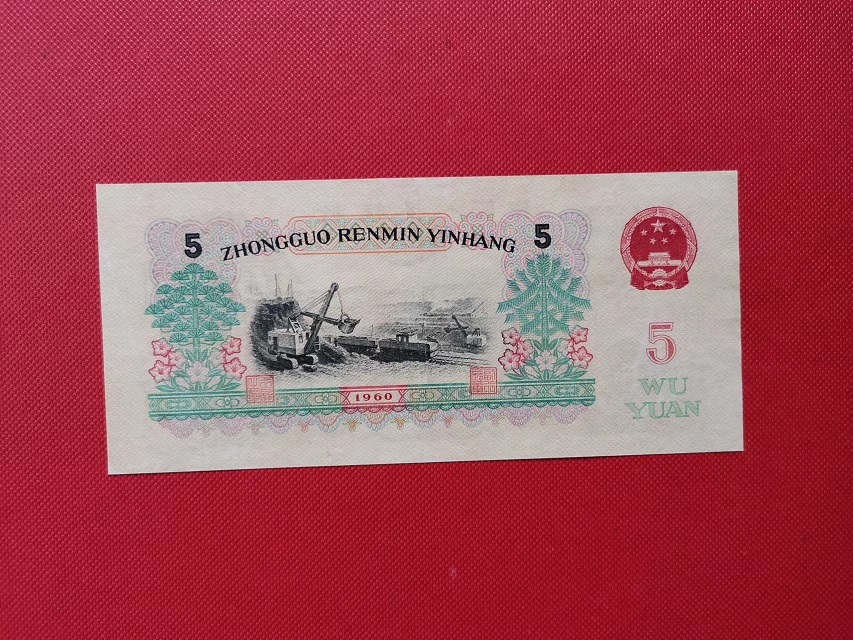 5 ZHONGGUO RENMIN YINHANG 5
5
WU
YUAN
1960